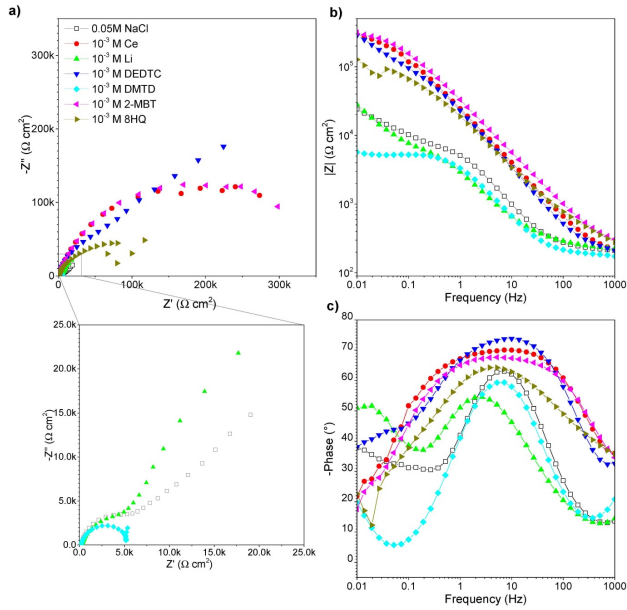 a)
0.05M NaCl
10⁻³ M Ce
10⁻³ M Li
10⁻³ M DEDTC
10⁻³ M DMTD
10⁻³ M 2-MBT
10⁻³ M 8HQ
350k
300k
200k
100k
0
0 100k 200k 300k
-Z'' (Ω cm²)
Z' (Ω cm²)
25.0k
20.0k
15.0k
10.0k
5.0k
0.0
0.0 5.0k 10.0k 15.0k 20.0k 25.0k
-Z'' (Ω cm²)
Z' (Ω cm²)
b)
10⁵
10⁴
10³
10²
|Z| (Ω cm²)
0.01 0.1 1 10 100 1000
Frequency (Hz)
c)
80
70
60
50
40
30
20
10
0
-Phase (°)
0.01 0.1 1 10 100 1000
Frequency (Hz)